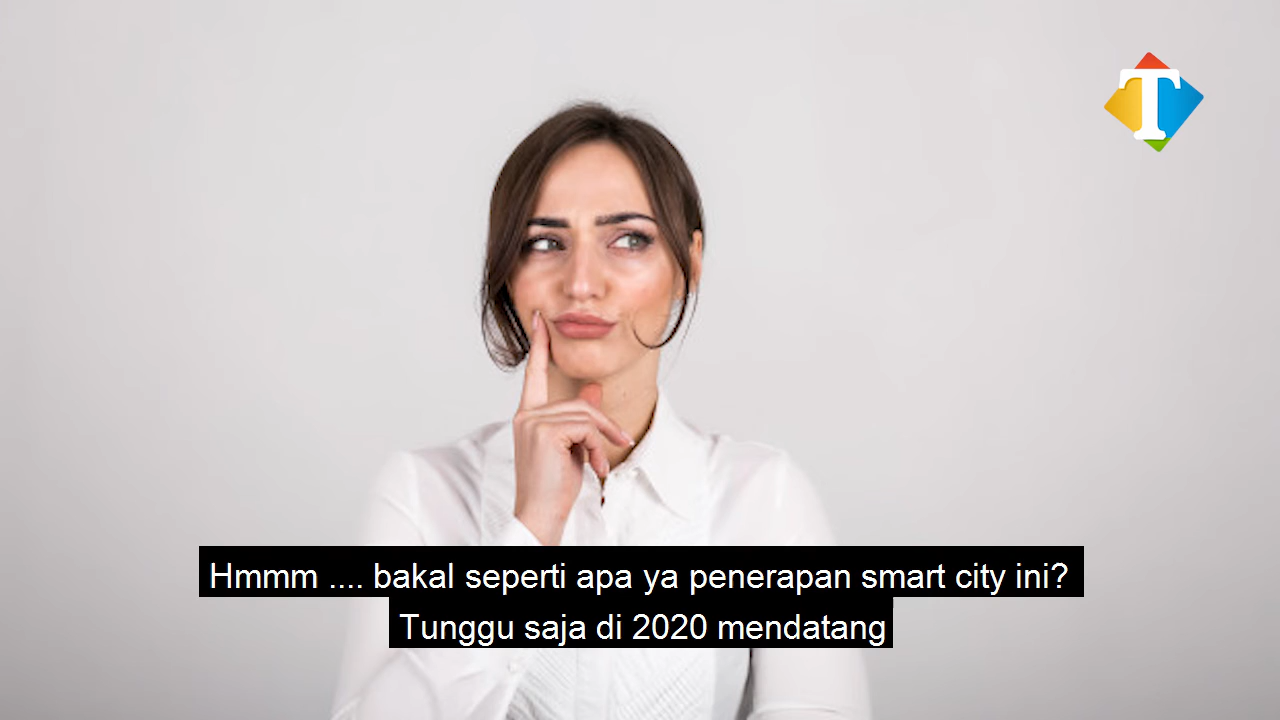 T
Hmmm .... bakal seperti apa ya penerapan smart city ini?
Tunggu saja di 2020 mendatang